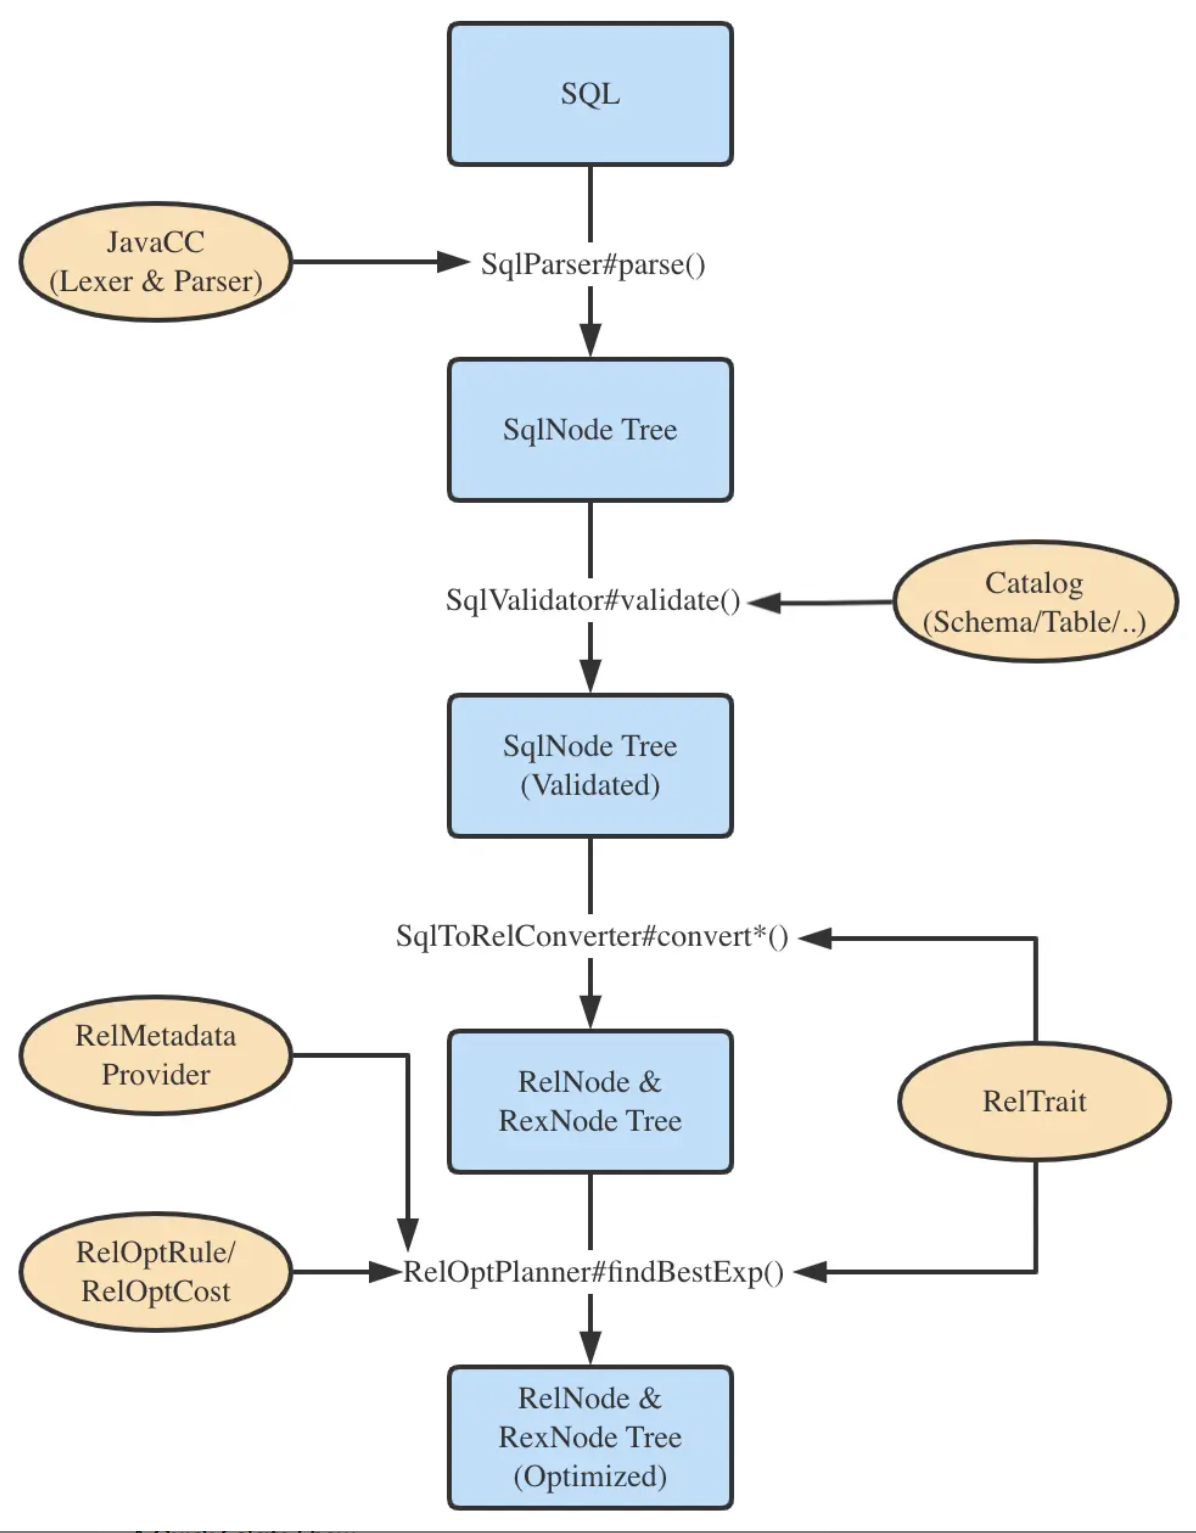 SQL
JavaCC
(Lexer & Parser)
SqlParser#parse()
SqlNode Tree
SqlValidator#validate()
Catalog
(Schema/Table/..)
SqlNode Tree
(Validated)
SqlToRelConverter#convert*()
RelMetadata
Provider
RelNode &
RexNode Tree
RelTrait
RelOptRule/
RelOptCost
RelOptPlanner#findBestExp()
RelNode &
RexNode Tree
(Optimized)